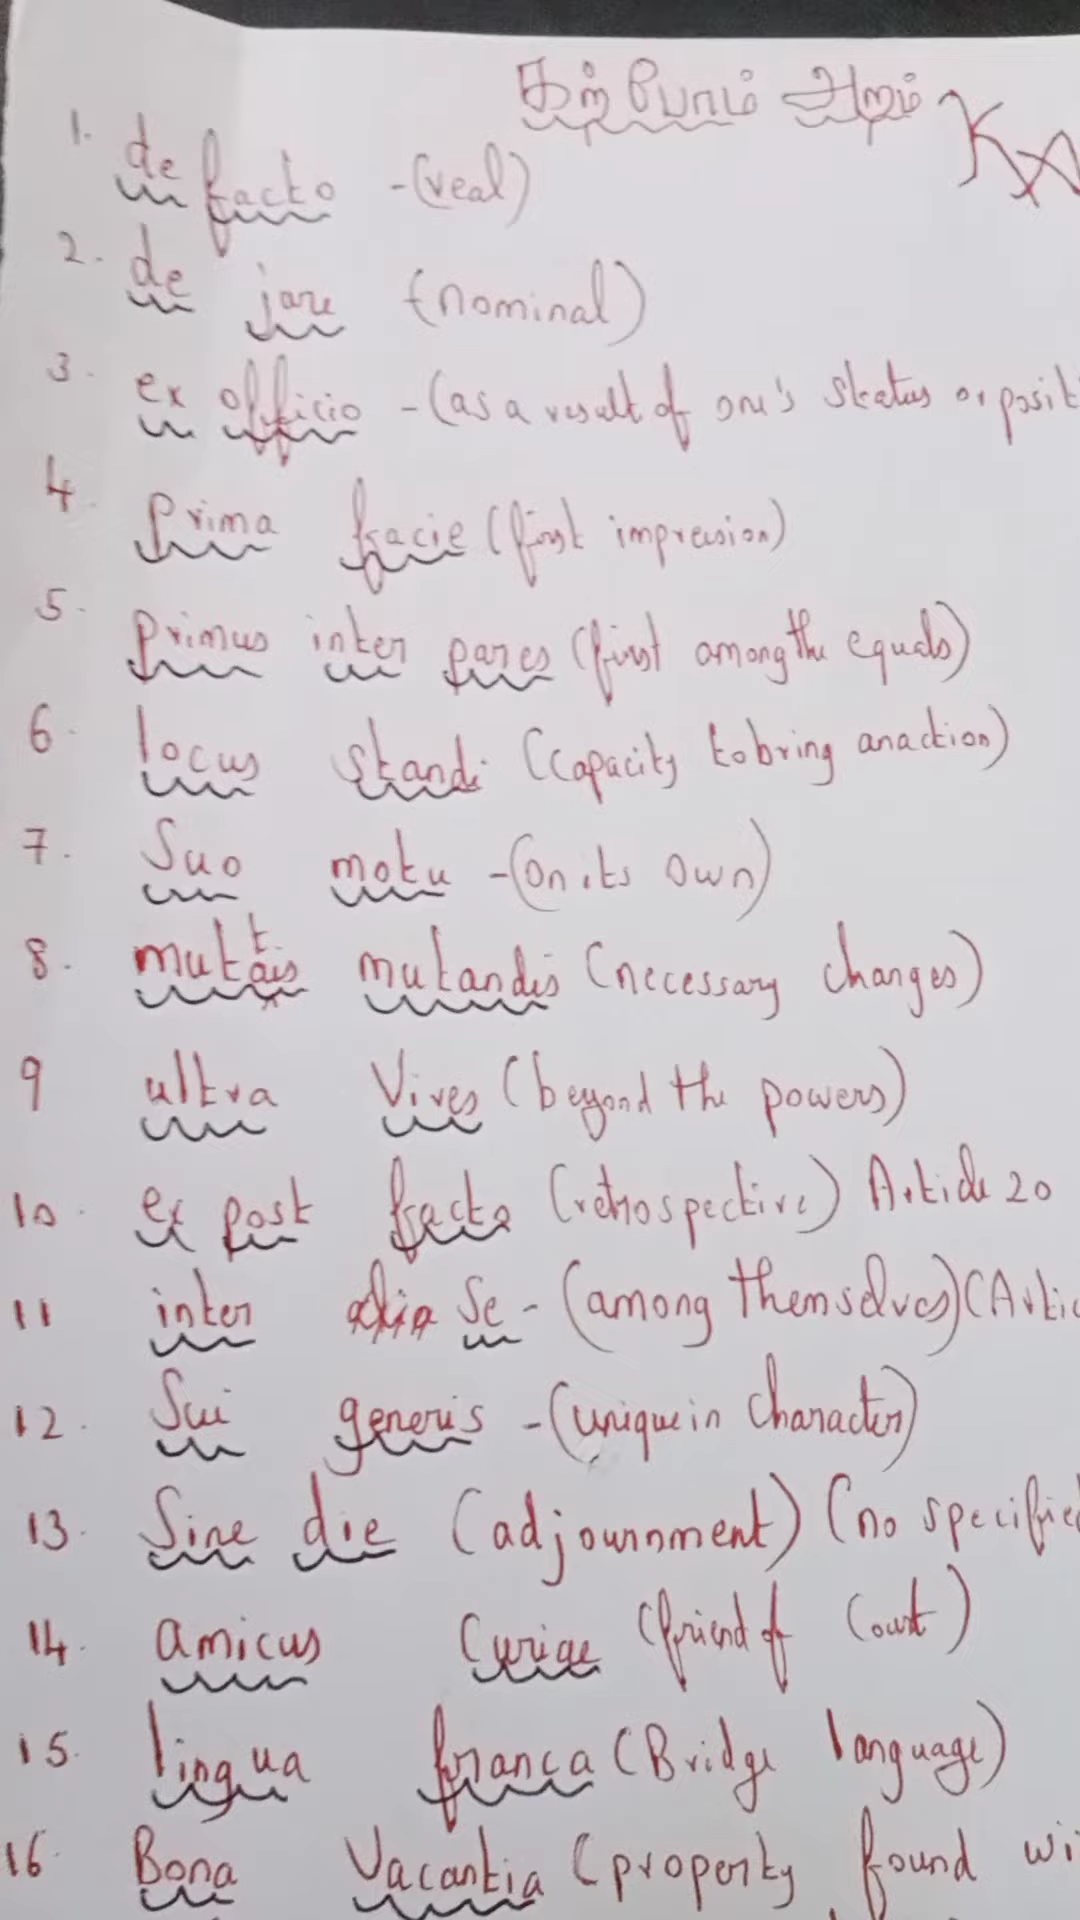 கற்போம் அறம் KA
1. de facto - (real)
2. de jure (nominal)
3. ex officio - (as a result of one's status or posit
4. Prima facie (first impression)
5. Primus inter pares (first among the equals)
6. locus standi (capacity to bring an action)
7. Suo motu - (on its own)
8. mutatis mutandis (necessary changes)
9 ultra Vires (beyond the powers)
10. ex post facto (retrospective) Article 20
11 inter Se - (among themselves) (Artic
12. Sui generis - (unique in character)
13. Sine die (adjournment) (no specified
14. amicus Curiae (friend of Court)
15. lingua franca (Bridge language)
16. Bona Vacantia (property found wi